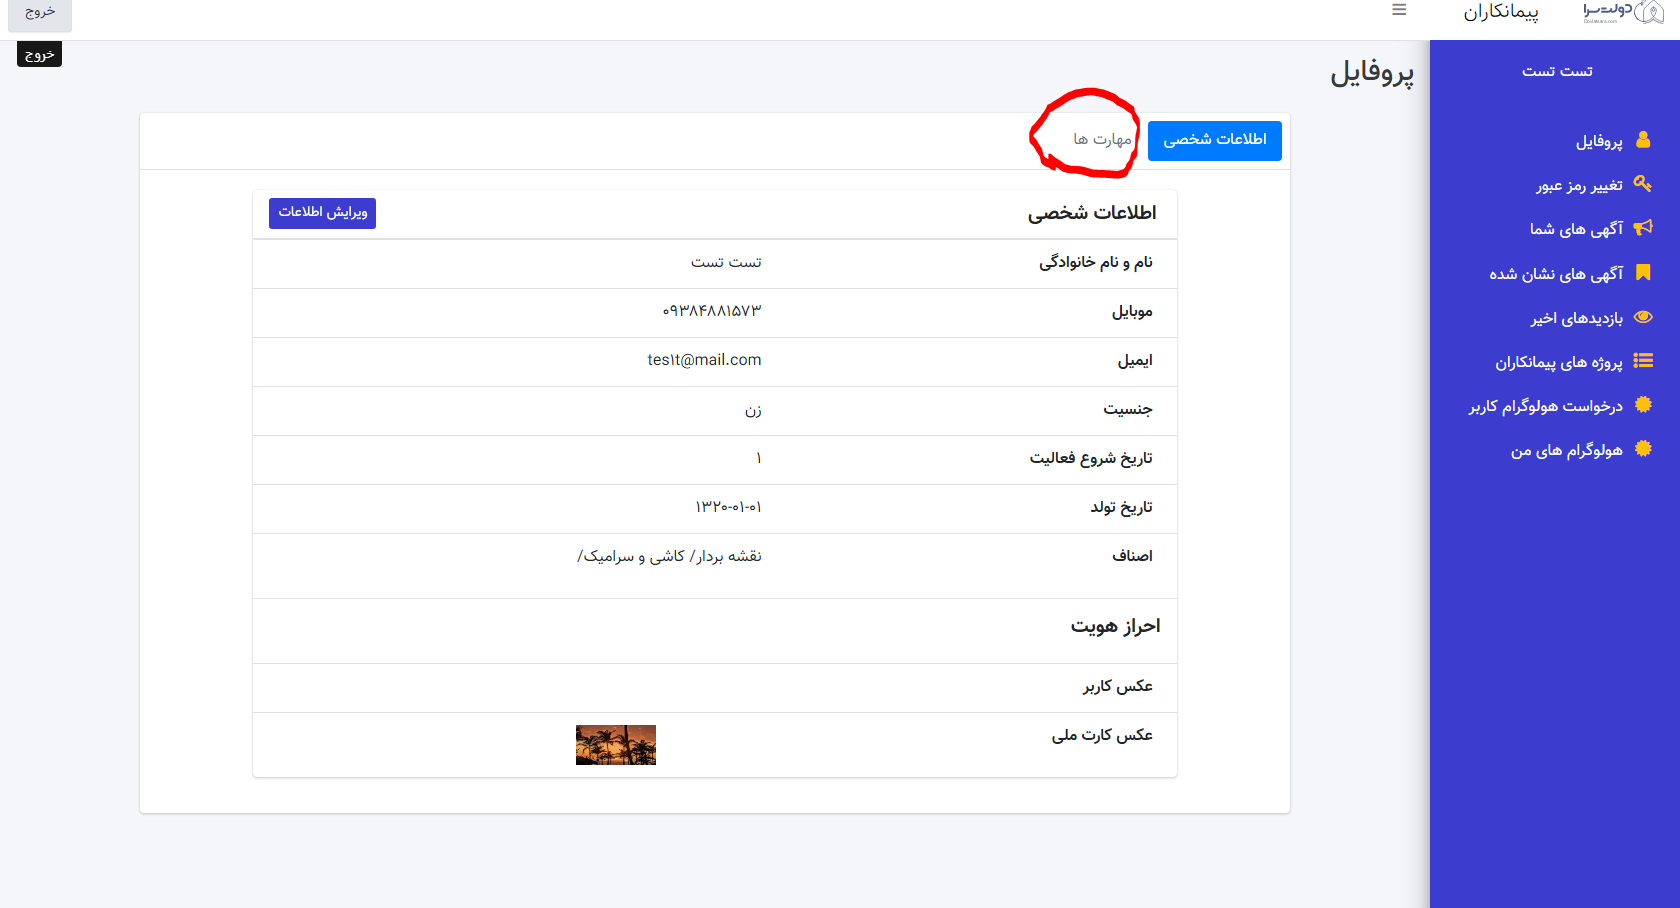 دولت‌سرا
Dovlatsara.com
پیمانکاران
خروج
خروج
تست تست
پروفایل
تغییر رمز عبور
آگهی های شما
آگهی های نشان شده
بازدیدهای اخیر
پروژه های پیمانکاران
درخواست هولوگرام کاربر
هولوگرام های من
پروفایل
اطلاعات شخصی
مهارت ها
اطلاعات شخصی
ویرایش اطلاعات
نام و نام خانوادگی تست تست
موبایل ۰۹۳۸۴۸۸۱۵۷۳
ایمیل tes۱t@mail.com
جنسیت زن
تاریخ شروع فعالیت ۱
تاریخ تولد ۱۳۲۰-۰۱-۰۱
اصناف نقشه بردار/ کاشی و سرامیک/
احراز هویت
عکس کاربر
عکس کارت ملی